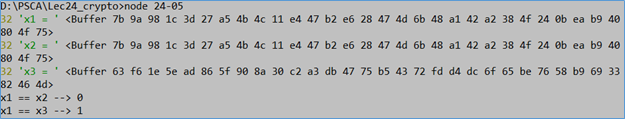 D:\PSCA\Lec24_crypto>node 24-05
32 'x1 = ' <Buffer 7b 9a 98 1c 3d 27 a5 4b 4c 11 e4 47 b2 e6 28 47 4d 6b 48 a1 42 a2 38 4f 24 0b ea b9 40
80 4f 75>
32 'x2 = ' <Buffer 7b 9a 98 1c 3d 27 a5 4b 4c 11 e4 47 b2 e6 28 47 4d 6b 48 a1 42 a2 38 4f 24 0b ea b9 40
80 4f 75>
32 'x3 = ' <Buffer 63 f6 1e 5e ad 86 5f 90 8a 30 c2 a3 db 47 75 b5 43 72 fd d4 dc 6f 65 be 76 58 b9 69 33
82 46 4d>
x1 == x2 --> 0
x1 == x3 --> 1